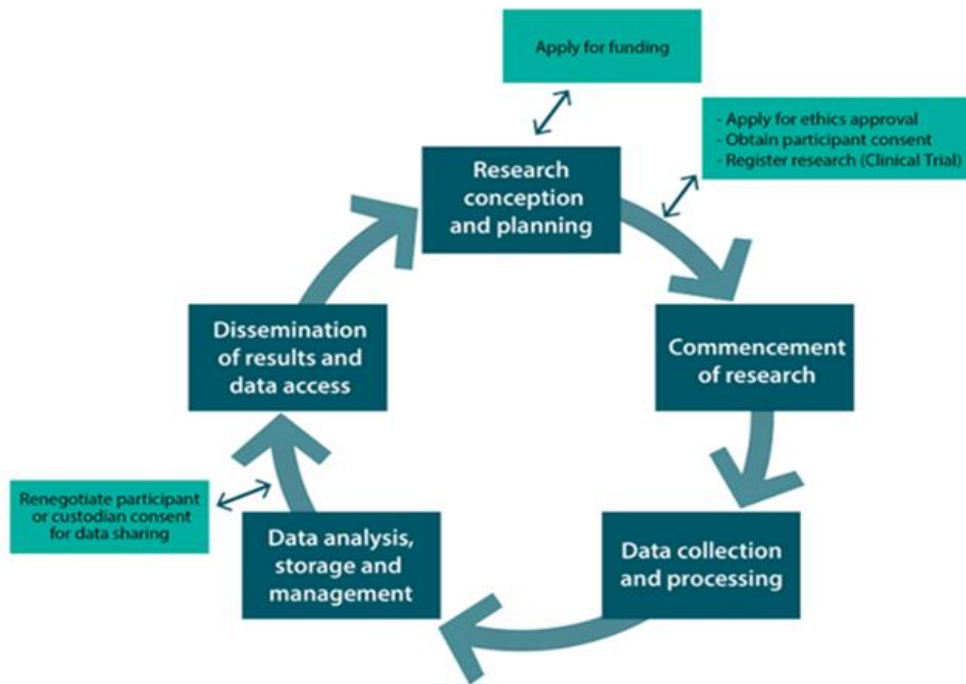 Apply for funding
- Apply for ethics approval
- Obtain participant consent
- Register research (Clinical Trial)
Research
conception
and planning
Commencement
of research
Data collection
and processing
Data analysis,
storage and
management
Renegotiate participant
or custodian consent
for data sharing
Dissemination
of results and
data access